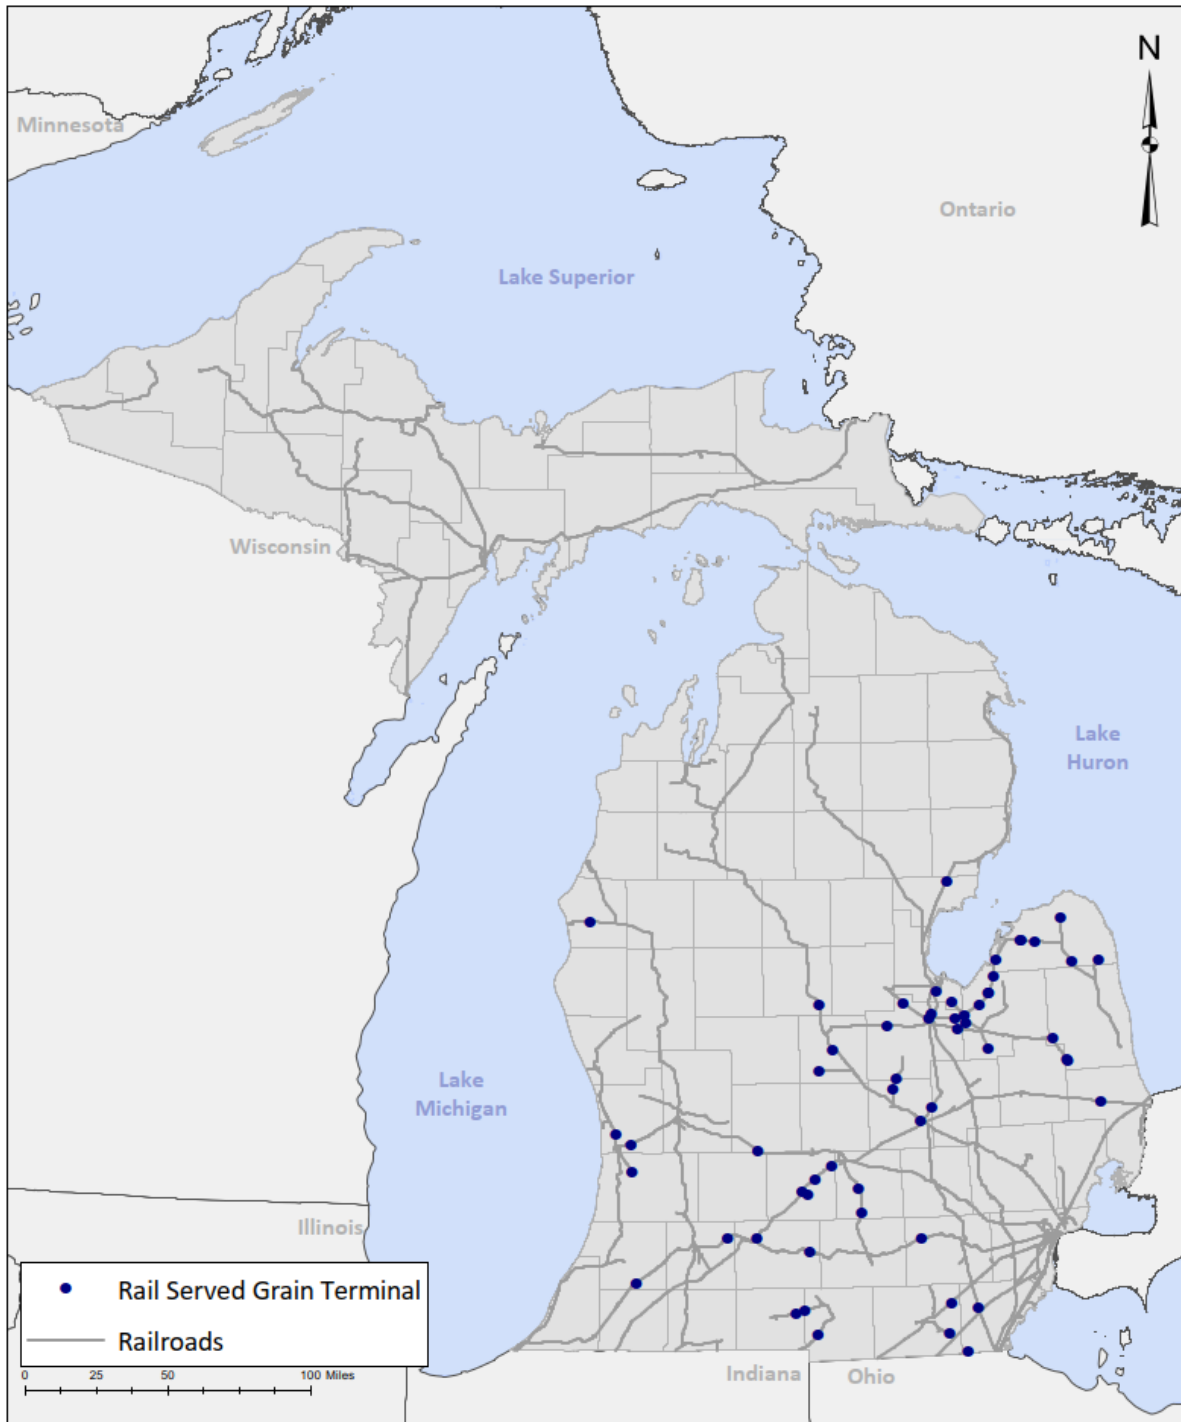 N
Minnesota
Ontario
Lake Superior
Wisconsin
Lake
Huron
Lake
Michigan
Illinois
Rail Served Grain Terminal
Railroads
Indiana
Ohio
0 25 50 100 Miles